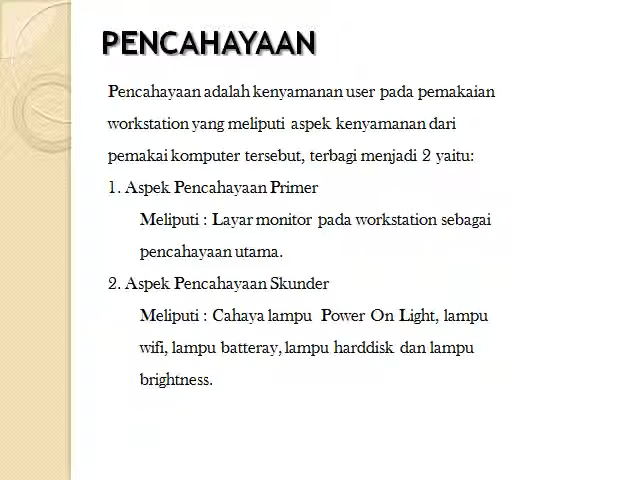 PENCAHAYAAN
Pencahayaan adalah kenyamanan user pada pemakaian
workstation yang meliputi aspek kenyamanan dari
pemakai komputer tersebut, terbagi menjadi 2 yaitu:
1. Aspek Pencahayaan Primer
Meliputi : Layar monitor pada workstation sebagai
pencahayaan utama.
2. Aspek Pencahayaan Skunder
Meliputi : Cahaya lampu Power On Light, lampu
wifi, lampu batteray, lampu harddisk dan lampu
brightness.